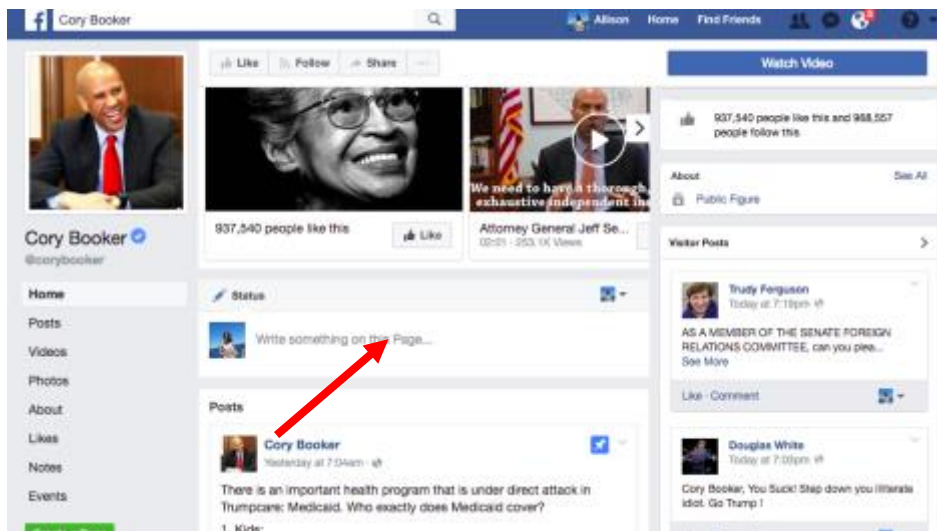 Cory Booker
Allison Home Find Friends
Like Follow Share
Watch Video
937,540 people like this and 968,557
people follow this
We need to have a thorough,
exhaustive independent
About See All
Public Figure
Cory Booker
@corybooker
937,540 people like this
Like
Attorney General Jeff Se...
02:01 · 253.1K Views
Visitor Posts
Home
Posts
Videos
Photos
About
Likes
Notes
Events
Status
Write something on this Page...
Trudy Ferguson
Today at 7:19pm
AS A MEMBER OF THE SENATE FOREIGN
RELATIONS COMMITTEE, can you plea...
See More
Like · Comment
Posts
Cory Booker
Yesterday at 7:04am
There is an important health program that is under direct attack in
Trumpcare: Medicaid. Who exactly does Medicaid cover?
1. Kids:
Douglas White
Today at 7:09pm
Cory Booker, You Suck! Step down you illiterate
idiot. Go Trump !